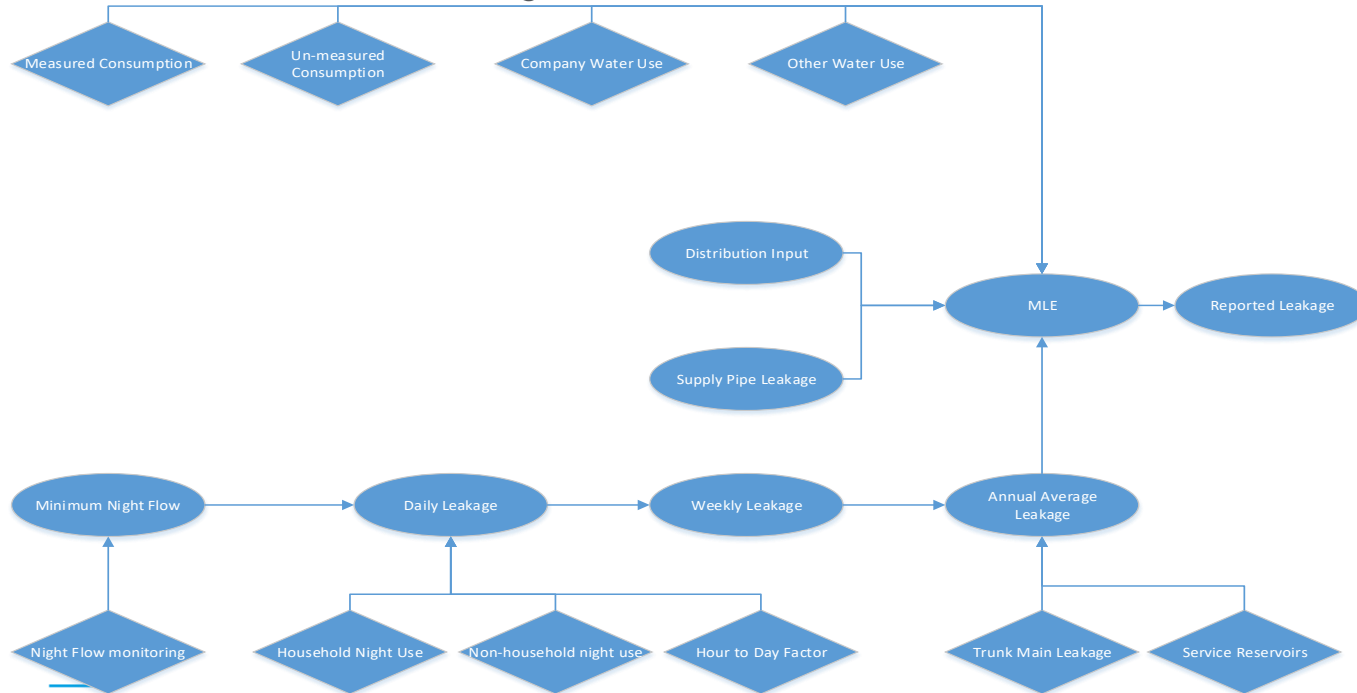 Measured Consumption
Un-measured
Consumption
Company Water Use
Other Water Use
Distribution Input
MLE
Reported Leakage
Supply Pipe Leakage
Minimum Night Flow
Daily Leakage
Weekly Leakage
Annual Average
Leakage
Night Flow monitoring
Household Night Use
Non-household night use
Hour to Day Factor
Trunk Main Leakage
Service Reservoirs